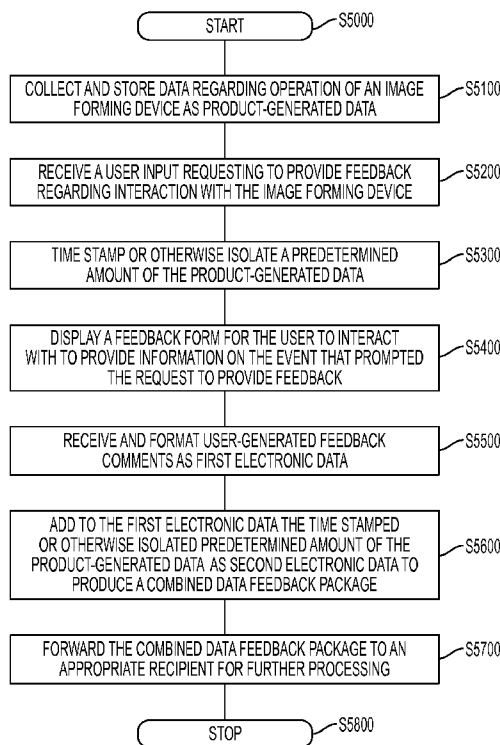 START
S5000
COLLECT AND STORE DATA REGARDING OPERATION OF AN IMAGE
FORMING DEVICE AS PRODUCT-GENERATED DATA
S5100
RECEIVE A USER INPUT REQUESTING TO PROVIDE FEEDBACK
REGARDING INTERACTION WITH THE IMAGE FORMING DEVICE
S5200
TIME STAMP OR OTHERWISE ISOLATE A PREDETERMINED
AMOUNT OF THE PRODUCT-GENERATED DATA
S5300
DISPLAY A FEEDBACK FORM FOR THE USER TO INTERACT
WITH TO PROVIDE INFORMATION ON THE EVENT THAT PROMPTED
THE REQUEST TO PROVIDE FEEDBACK
S5400
RECEIVE AND FORMAT USER-GENERATED FEEDBACK
COMMENTS AS FIRST ELECTRONIC DATA
S5500
ADD TO THE FIRST ELECTRONIC DATA THE TIME STAMPED
OR OTHERWISE ISOLATED PREDETERMINED AMOUNT OF THE
PRODUCT-GENERATED DATA AS SECOND ELECTRONIC DATA TO
PRODUCE A COMBINED DATA FEEDBACK PACKAGE
S5600
FORWARD THE COMBINED DATA FEEDBACK PACKAGE TO AN
APPROPRIATE RECIPIENT FOR FURTHER PROCESSING
S5700
STOP
S5800